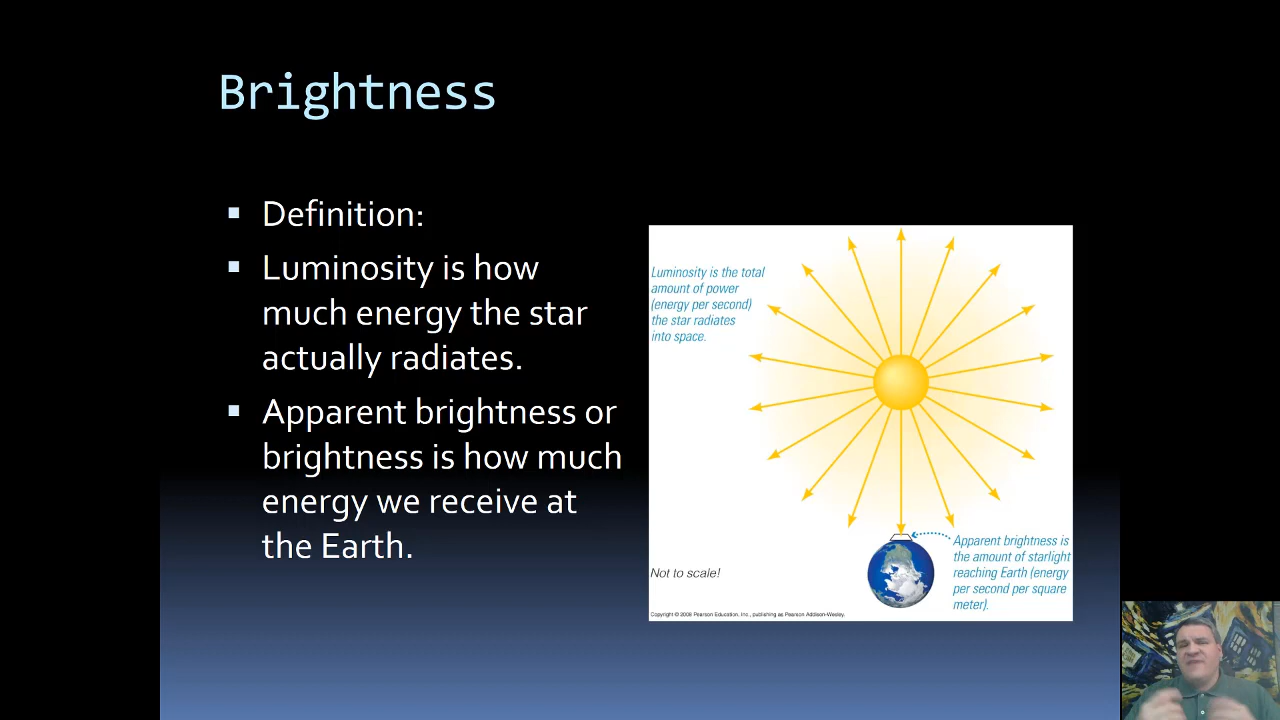 Brightness
Definition:
Luminosity is how
much energy the star
actually radiates.
Apparent brightness or
brightness is how much
energy we receive at
the Earth.
Luminosity is the total
amount of power
(energy per second)
the star radiates
into space.
Apparent brightness is
the amount of starlight
reaching Earth (energy
per second per square
meter).
Not to scale!
Copyright © 2008 Pearson Education, Inc., publishing as Pearson Addison-Wesley.